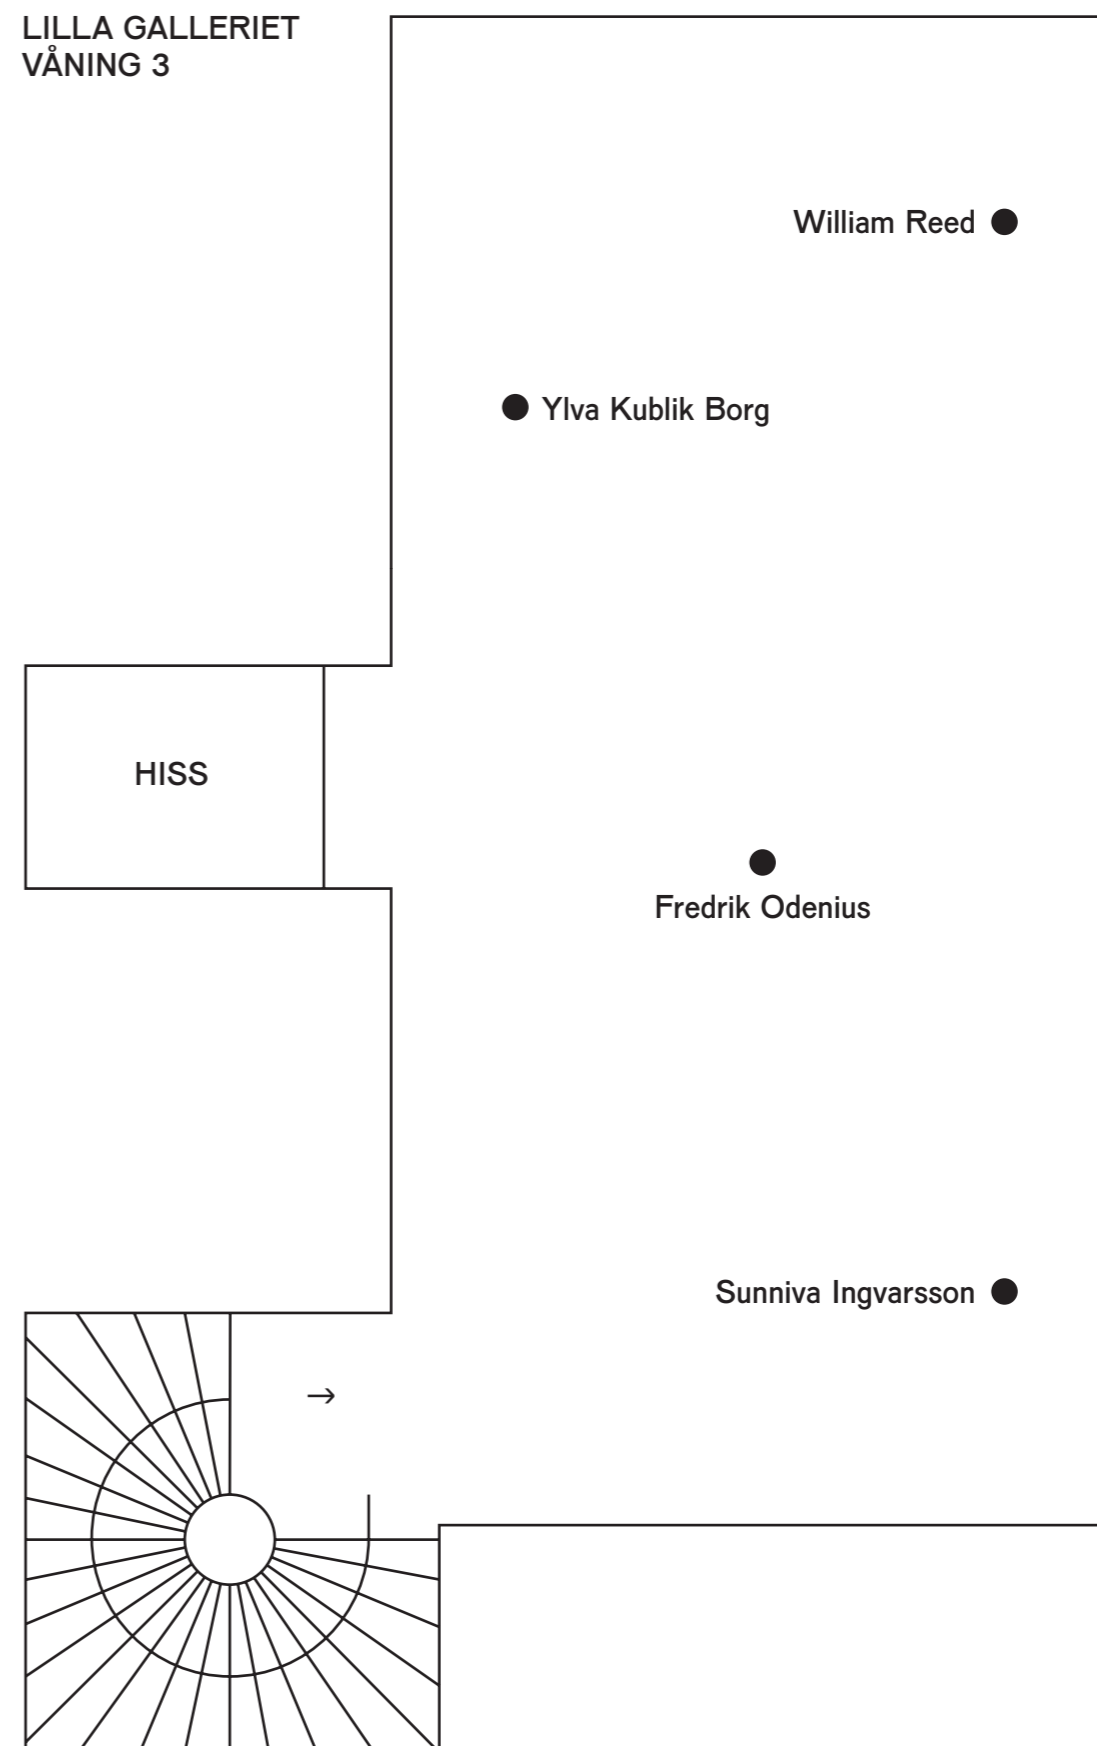 LILLA GALLERIET
VÅNING 3
William Reed
Ylva Kublik Borg
HISS
Fredrik Odenius
Sunniva Ingvarsson
→